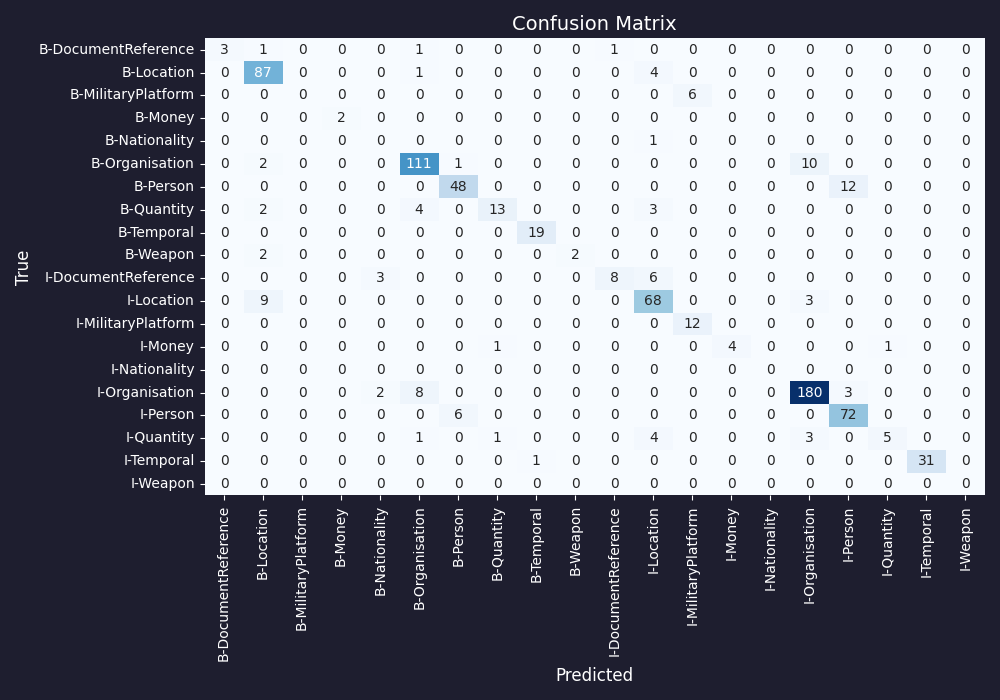 Confusion Matrix
B-DocumentReference 3 1 0 0 0 1 0 0 0 0 1 0 0 0 0 0 0 0 0 0
B-Location 0 87 0 0 0 1 0 0 0 0 0 4 0 0 0 0 0 0 0 0
B-MilitaryPlatform 0 0 0 0 0 0 0 0 0 0 0 0 6 0 0 0 0 0 0 0
B-Money 0 0 0 2 0 0 0 0 0 0 0 0 0 0 0 0 0 0 0 0
B-Nationality 0 0 0 0 0 0 0 0 0 0 0 1 0 0 0 0 0 0 0 0
B-Organisation 0 2 0 0 0 111 1 0 0 0 0 0 0 0 0 10 0 0 0 0
B-Person 0 0 0 0 0 0 48 0 0 0 0 0 0 0 0 0 12 0 0 0
B-Quantity 0 2 0 0 0 4 0 13 0 0 0 3 0 0 0 0 0 0 0 0
B-Temporal 0 0 0 0 0 0 0 0 19 0 0 0 0 0 0 0 0 0 0 0
B-Weapon 0 2 0 0 0 0 0 0 0 2 0 0 0 0 0 0 0 0 0 0
I-DocumentReference 0 0 0 0 3 0 0 0 0 0 8 6 0 0 0 0 0 0 0 0
I-Location 0 9 0 0 0 0 0 0 0 0 0 68 0 0 0 3 0 0 0 0
I-MilitaryPlatform 0 0 0 0 0 0 0 0 0 0 0 0 12 0 0 0 0 0 0 0
I-Money 0 0 0 0 0 0 0 1 0 0 0 0 0 4 0 0 0 1 0 0
I-Nationality 0 0 0 0 0 0 0 0 0 0 0 0 0 0 0 0 0 0 0 0
I-Organisation 0 0 0 0 2 8 0 0 0 0 0 0 0 0 0 180 3 0 0 0
I-Person 0 0 0 0 0 0 6 0 0 0 0 0 0 0 0 0 72 0 0 0
I-Quantity 0 0 0 0 0 1 0 1 0 0 0 4 0 0 0 3 0 5 0 0
I-Temporal 0 0 0 0 0 0 0 0 1 0 0 0 0 0 0 0 0 0 31 0
I-Weapon 0 0 0 0 0 0 0 0 0 0 0 0 0 0 0 0 0 0 0 0
True
B-DocumentReference
B-Location
B-MilitaryPlatform
B-Money
B-Nationality
B-Organisation
B-Person
B-Quantity
B-Temporal
B-Weapon
I-DocumentReference
I-Location
I-MilitaryPlatform
I-Money
I-Nationality
I-Organisation
I-Person
I-Quantity
I-Temporal
I-Weapon
Predicted